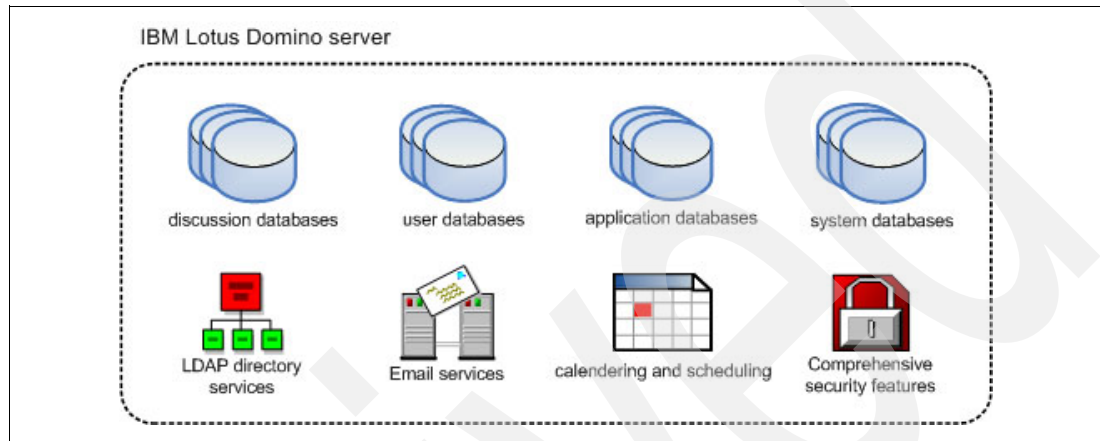 IBM Lotus Domino server
discussion databases
user databases
application databases
system databases
LDAP directory
services
Email services
calendering and scheduling
Comprehensive
security features